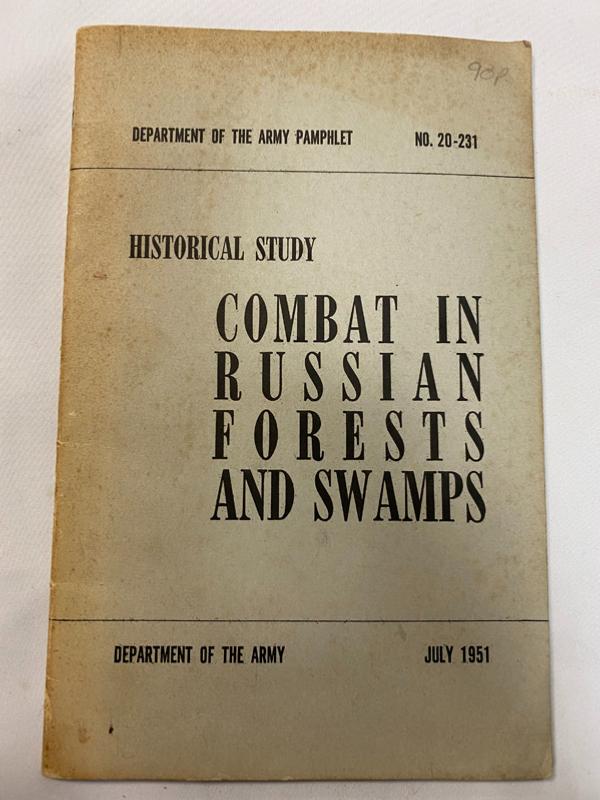 93p
DEPARTMENT OF THE ARMY PAMPHLET NO. 20-231
HISTORICAL STUDY
COMBAT IN
RUSSIAN
FORESTS
AND SWAMPS
DEPARTMENT OF THE ARMY JULY 1951